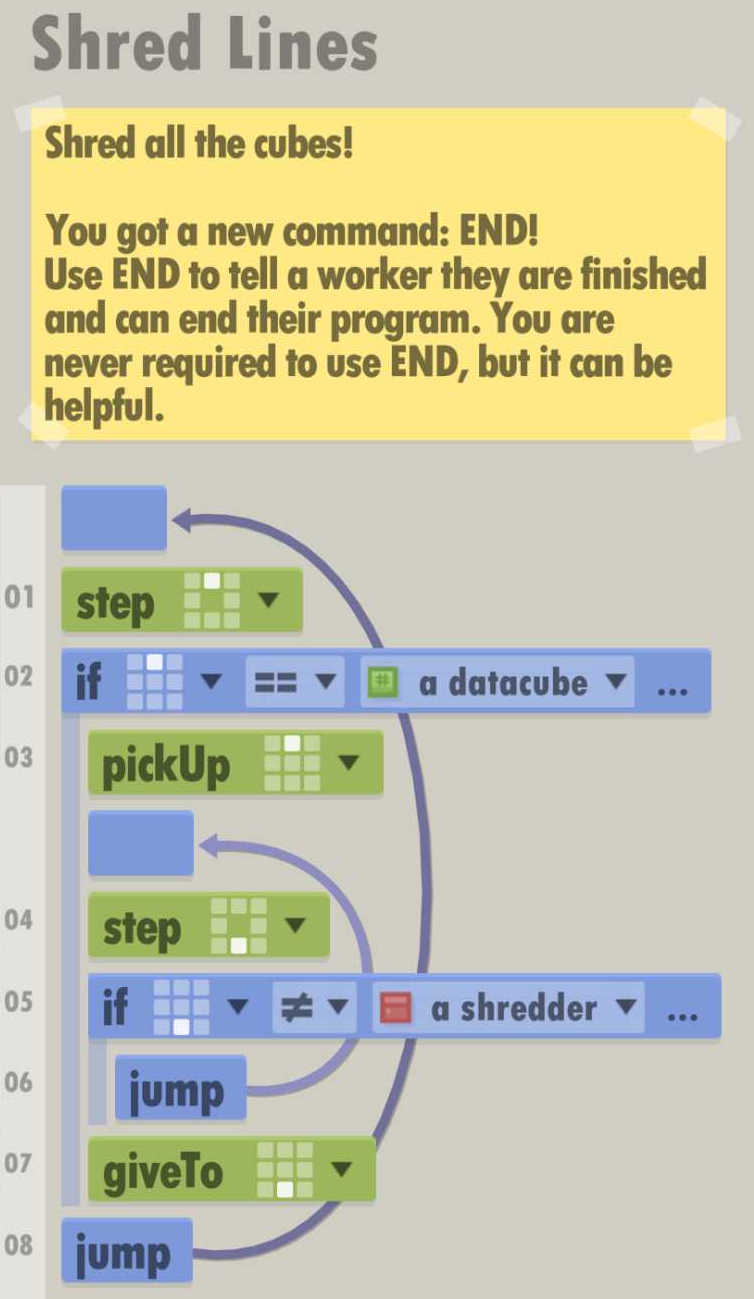 Shred Lines
Shred all the cubes!
You got a new command: END!
Use END to tell a worker they are finished
and can end their program. You are
never required to use END, but it can be
helpful.
01 step
02 if == a datacube ...
03 pickUp
04 step
05 if ≠ a shredder ...
06 jump
07 giveTo
08 jump